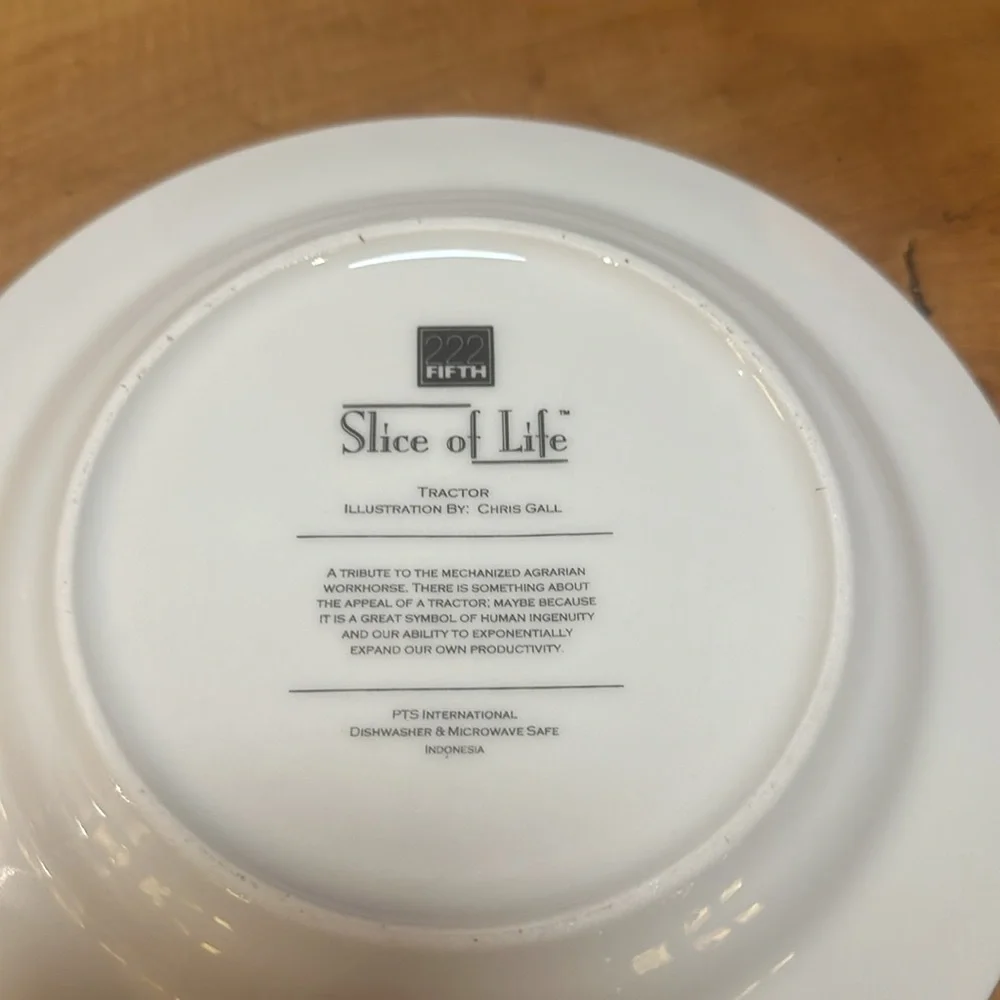 222
FIFTH
Slice of Life™
TRACTOR
ILLUSTRATION BY: CHRIS GALL
A TRIBUTE TO THE MECHANIZED AGRARIAN
WORKHORSE. THERE IS SOMETHING ABOUT
THE APPEAL OF A TRACTOR; MAYBE BECAUSE
IT IS A GREAT SYMBOL OF HUMAN INGENUITY
AND OUR ABILITY TO EXPONENTIALLY
EXPAND OUR OWN PRODUCTIVITY.
PTS INTERNATIONAL
DISHWASHER & MICROWAVE SAFE
INDONESIA